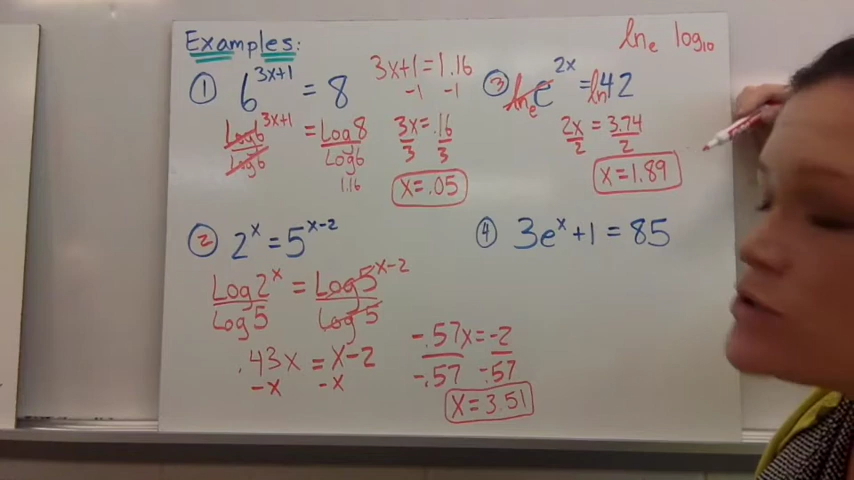 Examples:
ln_e log_10
① 6^{3x+1} = 8
Log6^{3x+1} = Log8
Log6 Log6
1.16
3x+1 = 1.16
-1 -1
3x = .16
3 3
x = .05
② 2^x = 5^{x-2}
Log2^x = Log5^{x-2}
Log5 Log5
.43x = x-2
-x -x
-.57x = -2
-.57 -.57
x = 3.51
③ ln_e e^{2x} = ln42
2x = 3.74
2 2
x = 1.89
④ 3e^x + 1 = 85